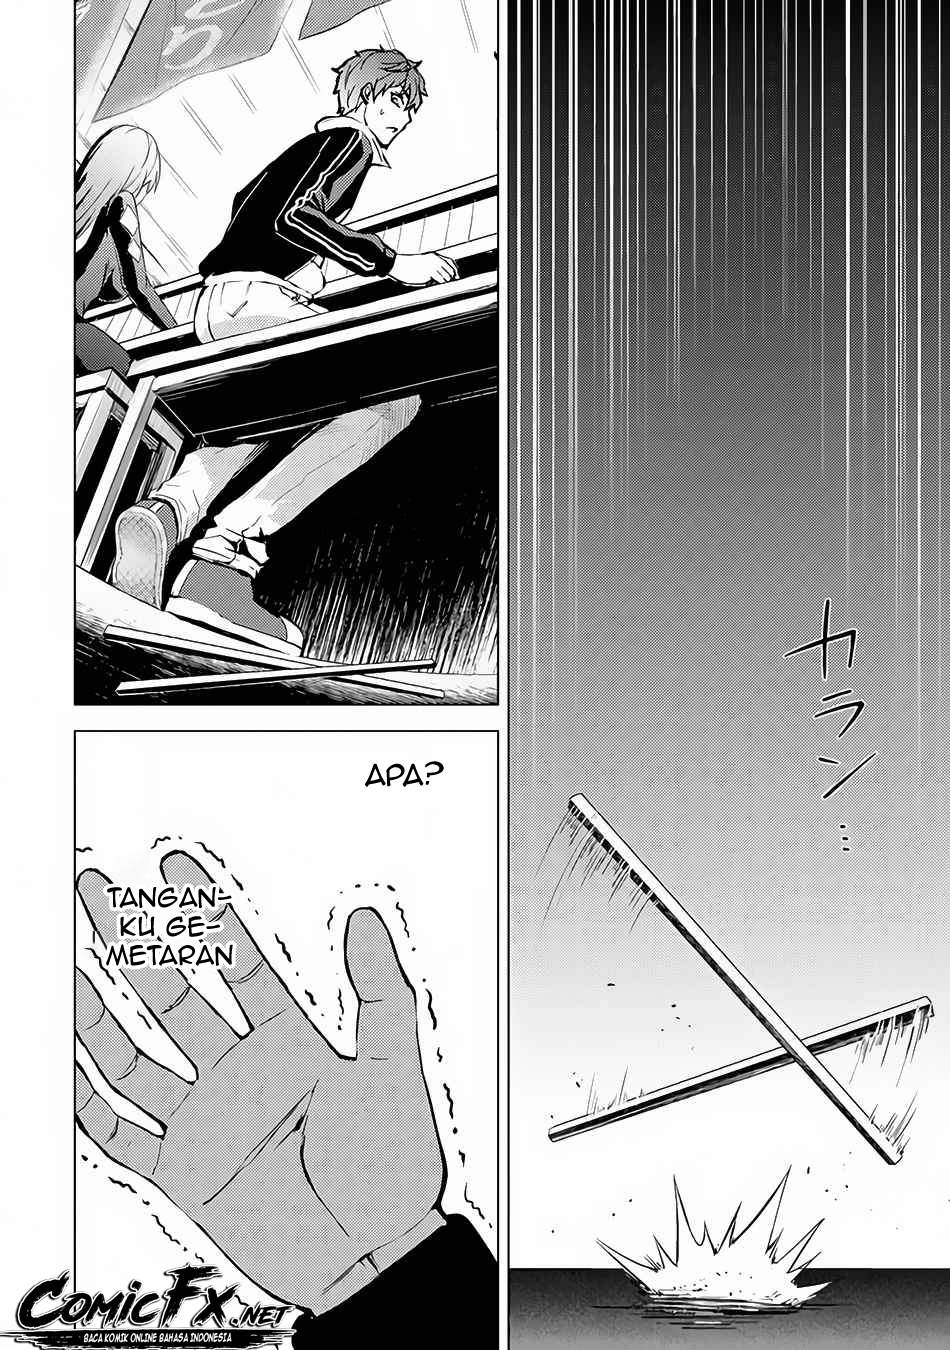 カラン…
APA?
TANGAN-
KU GE-
METARAN
COMICFX.NET
BACA KOMIK ONLINE BAHASA INDONESIA